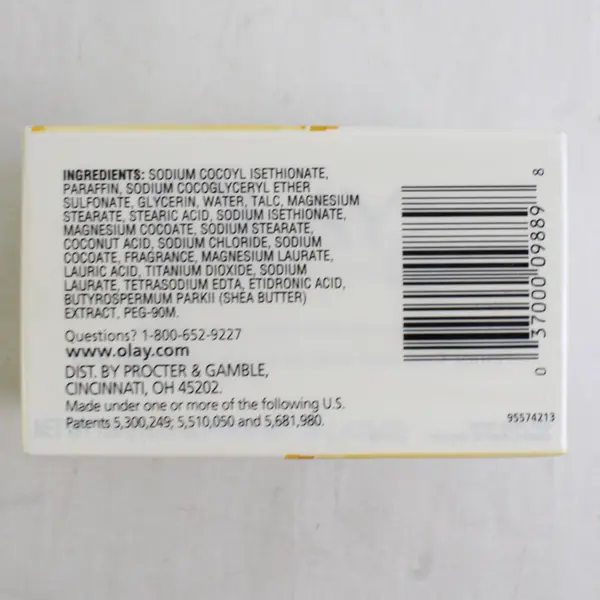 INGREDIENTS: SODIUM COCOYL ISETHIONATE,
PARAFFIN, SODIUM COCOGLYCERYL ETHER
SULFONATE, GLYCERIN, WATER, TALC, MAGNESIUM
STEARATE, STEARIC ACID, SODIUM ISETHIONATE,
MAGNESIUM COCOATE, SODIUM STEARATE,
COCONUT ACID, SODIUM CHLORIDE, SODIUM
COCOATE, FRAGRANCE, MAGNESIUM LAURATE,
LAURIC ACID, TITANIUM DIOXIDE, SODIUM
LAURATE, TETRASODIUM EDTA, ETIDRONIC ACID,
BUTYROSPERMUM PARKII (SHEA BUTTER)
EXTRACT, PEG-90M.
Questions? 1-800-652-9227
www.olay.com
DIST. BY PROCTER & GAMBLE,
CINCINNATI, OH 45202.
Made under one or more of the following U.S.
Patents 5,300,249; 5,510,050 and 5,681,980.
0 37000 09889 8
95574213